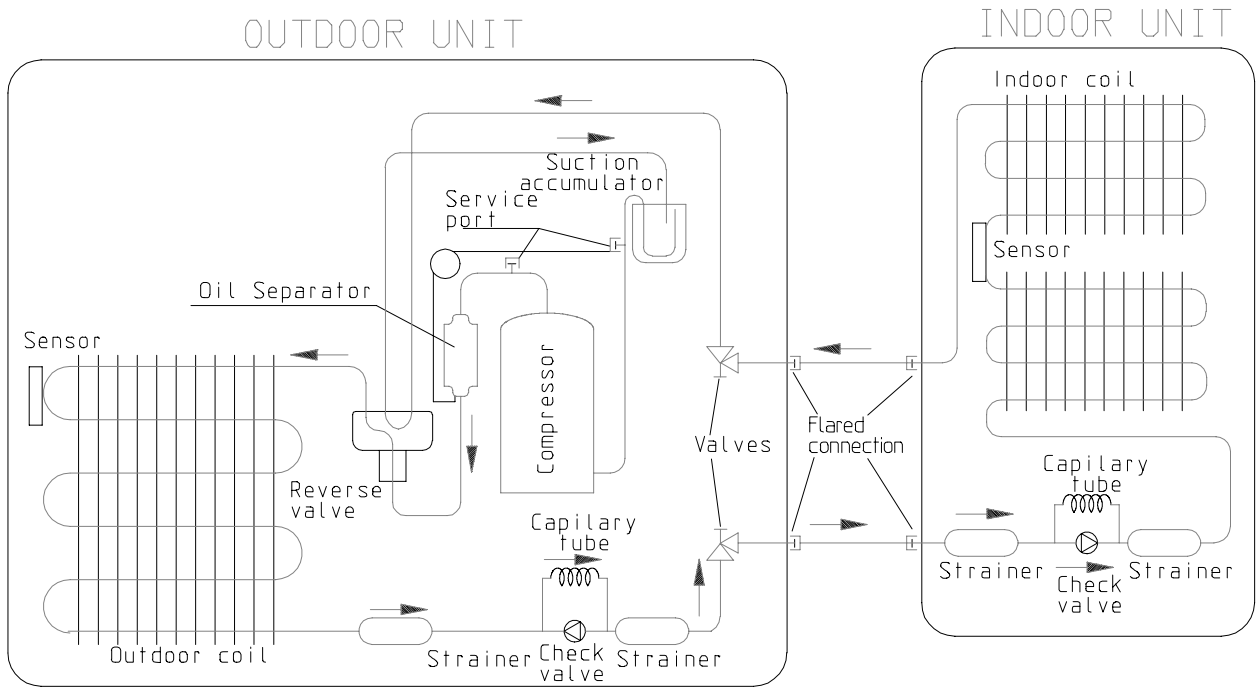 OUTDOOR UNIT
INDOOR UNIT
Indoor coil
Suction
accumulator
Service
port
Sensor
Oil Separator
Sensor
Compressor
Valves
Flared
connection
Reverse
valve
Capilary
tube
Capilary
tube
Strainer
Check
valve
Strainer
Outdoor coil
Strainer
Check
valve
Strainer